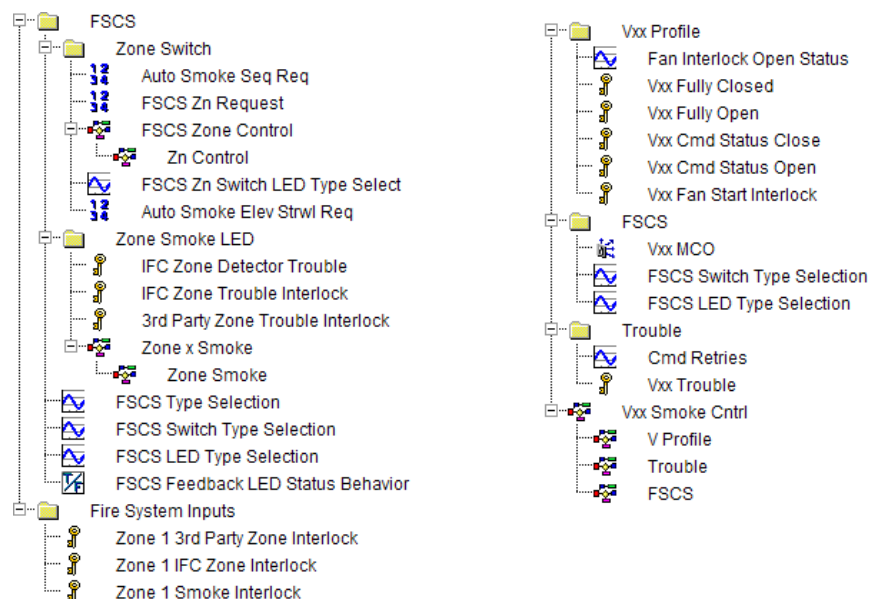 FSCS
Zone Switch
Auto Smoke Seq Req
FSCS Zn Request
FSCS Zone Control
Zn Control
FSCS Zn Switch LED Type Select
Auto Smoke Elev Strwl Req
Zone Smoke LED
IFC Zone Detector Trouble
IFC Zone Trouble Interlock
3rd Party Zone Trouble Interlock
Zone x Smoke
Zone Smoke
FSCS Type Selection
FSCS Switch Type Selection
FSCS LED Type Selection
FSCS Feedback LED Status Behavior
Fire System Inputs
Zone 1 3rd Party Zone Interlock
Zone 1 IFC Zone Interlock
Zone 1 Smoke Interlock
Vxx Profile
Fan Interlock Open Status
Vxx Fully Closed
Vxx Fully Open
Vxx Cmd Status Close
Vxx Cmd Status Open
Vxx Fan Start Interlock
FSCS
Vxx MCO
FSCS Switch Type Selection
FSCS LED Type Selection
Trouble
Cmd Retries
Vxx Trouble
Vxx Smoke Cntrl
V Profile
Trouble
FSCS